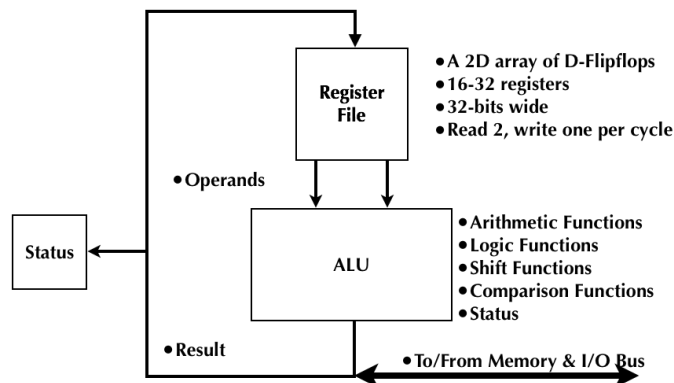 Register
File
• A 2D array of D-Flipflops
• 16-32 registers
• 32-bits wide
• Read 2, write one per cycle
• Operands
Status
ALU
• Arithmetic Functions
• Logic Functions
• Shift Functions
• Comparison Functions
• Status
• Result
• To/From Memory & I/O Bus